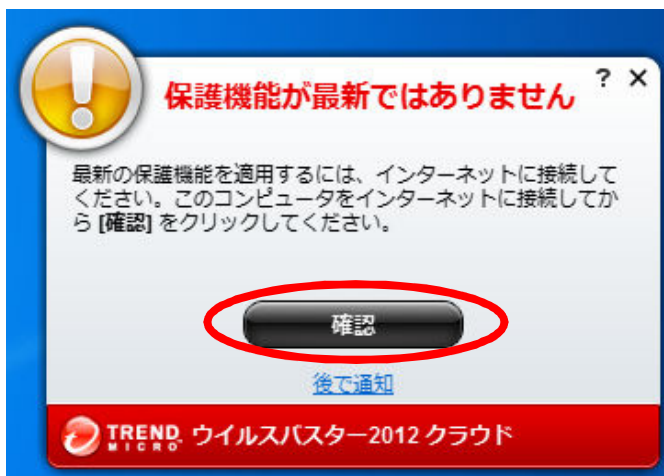 保護機能が最新ではありません
? ×
最新の保護機能を適用するには、インターネットに接続して
ください。このコンピュータをインターネットに接続してか
ら [確認] をクリックしてください。
確認
後で通知
TREND MICRO ウイルスバスター2012 クラウド